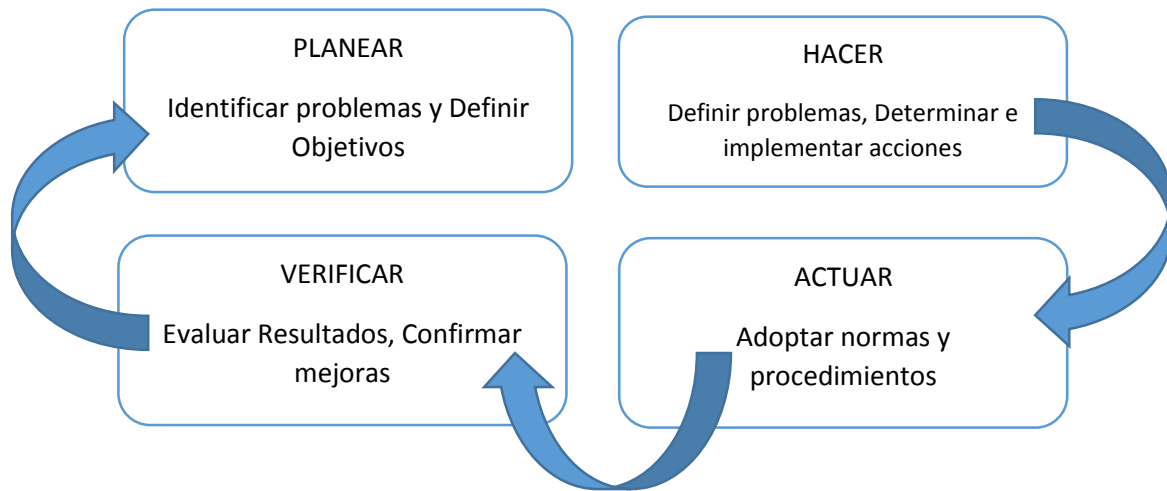 PLANEAR
Identificar problemas y Definir
Objetivos
HACER
Definir problemas, Determinar e
implementar acciones
VERIFICAR
Evaluar Resultados, Confirmar
mejoras
ACTUAR
Adoptar normas y
procedimientos